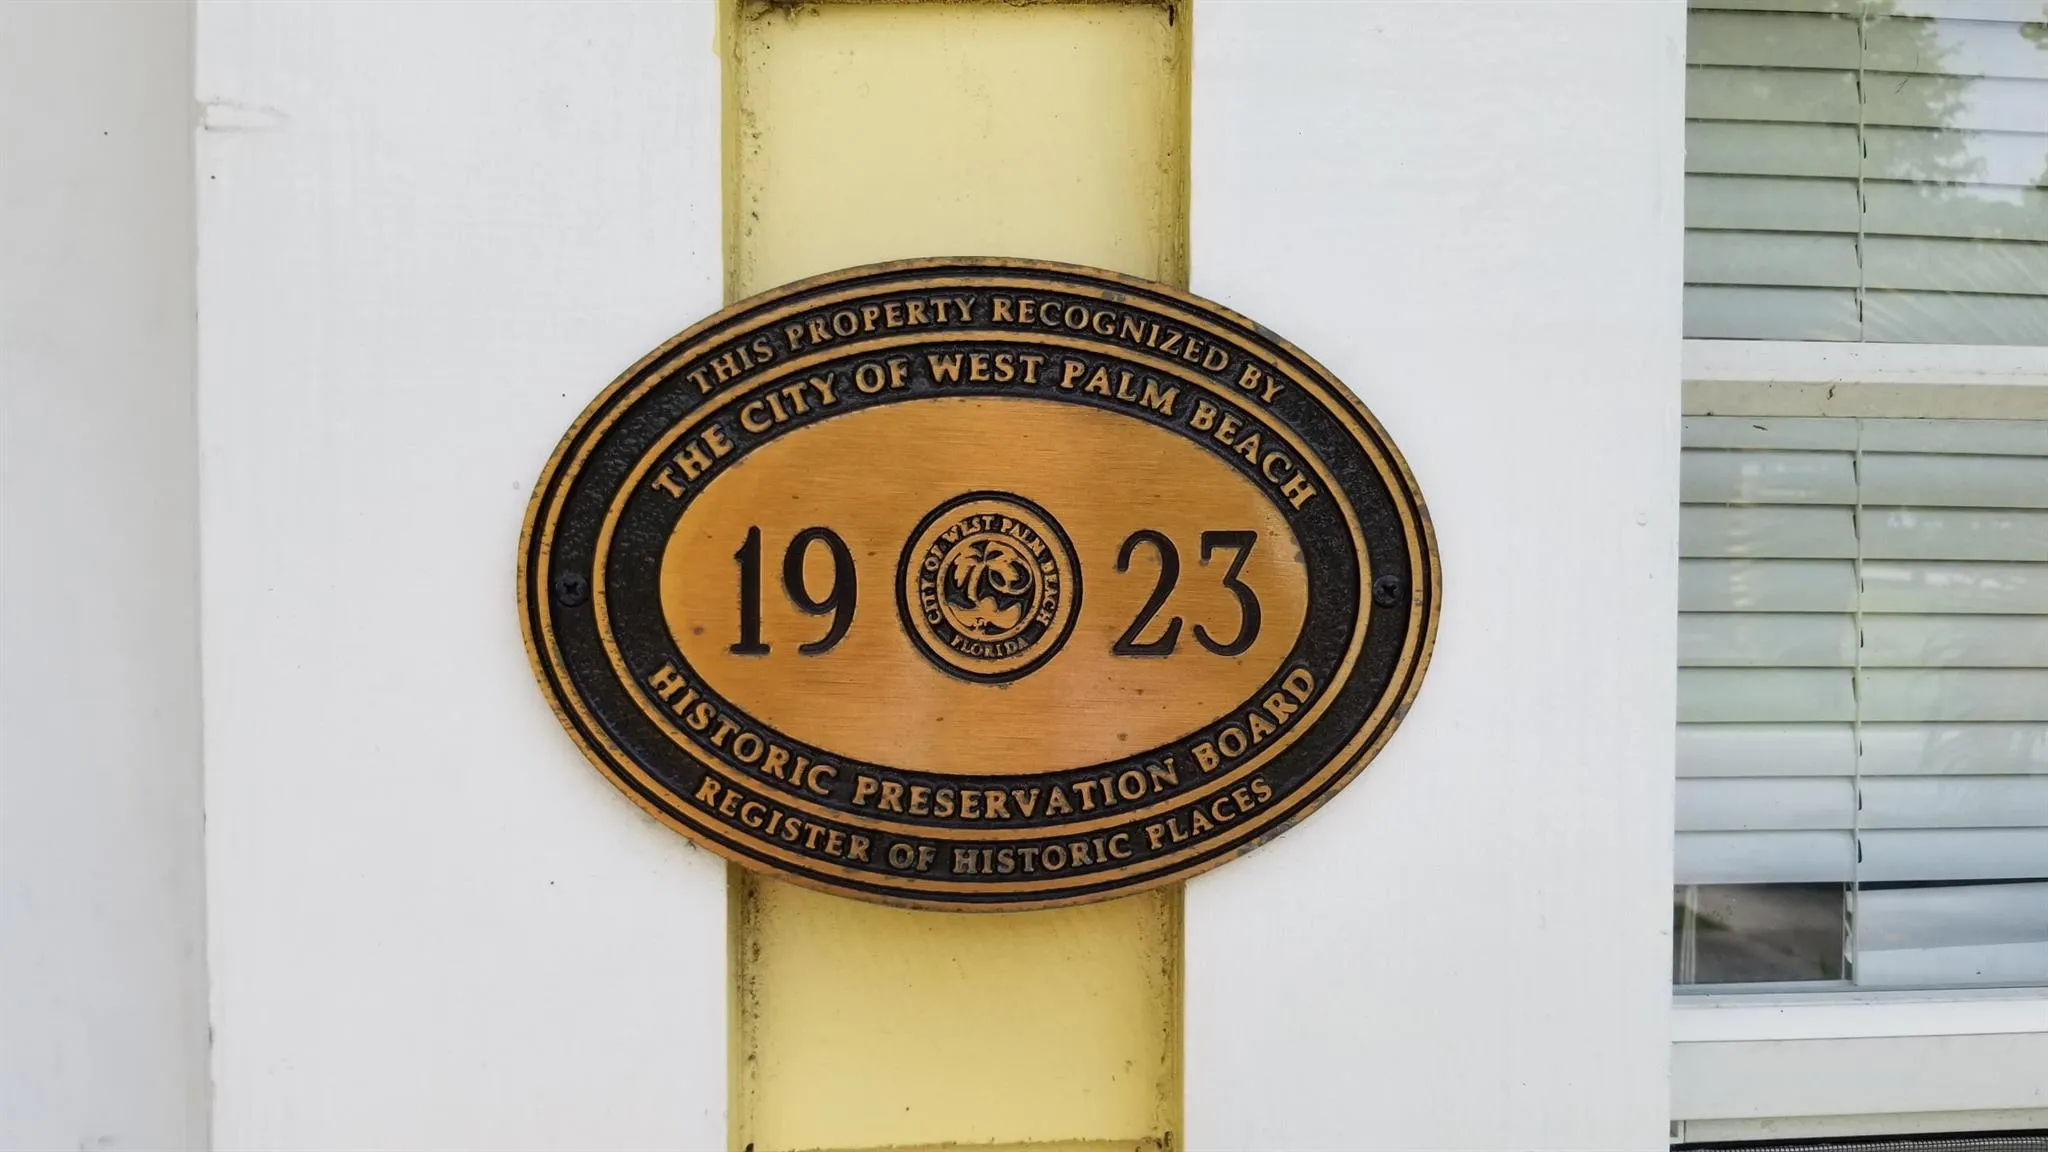 THIS PROPERTY RECOGNIZED BY
THE CITY OF WEST PALM BEACH
19 23
CITY OF WEST PALM BEACH
FLORIDA
HISTORIC PRESERVATION BOARD
REGISTER OF HISTORIC PLACES